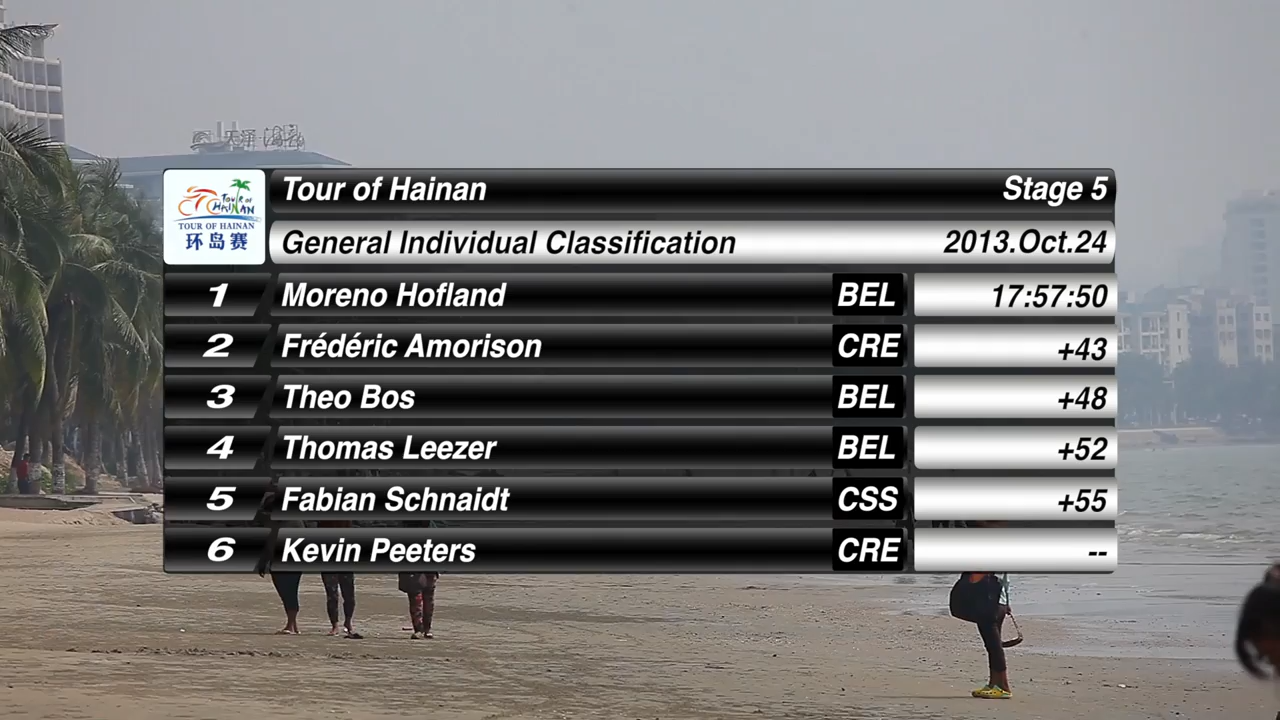 Tour of Hainan Stage 5
TOUR OF HAINAN
TOUR OF HAINAN
环岛赛
General Individual Classification 2013.Oct.24
1 Moreno Hofland BEL 17:57:50
2 Frédéric Amorison CRE +43
3 Theo Bos BEL +48
4 Thomas Leezer BEL +52
5 Fabian Schnaidt CSS +55
6 Kevin Peeters CRE --